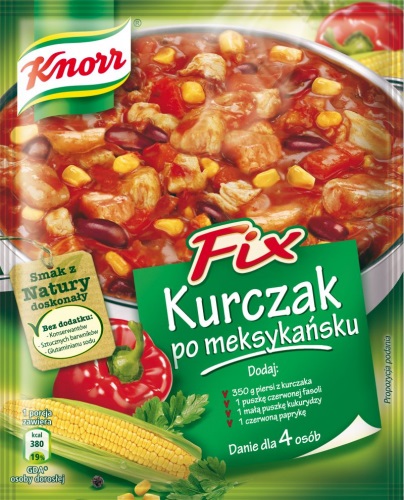 Knorr
Fix
Kurczak
po meksykańsku
Dodaj:
350 g piersi z kurczaka
1 puszkę czerwonej fasoli
1 małą puszkę kukurydzy
1 czerwoną paprykę
Danie dla 4 osób
Propozycja podania
Smak z
Natury
doskonały
Bez dodatku:
- Konserwantów
- Sztucznych barwników
- Glutaminianu sodu
1 porcja
zawiera
kcal
380
19%
GDA*
osoby dorosłej